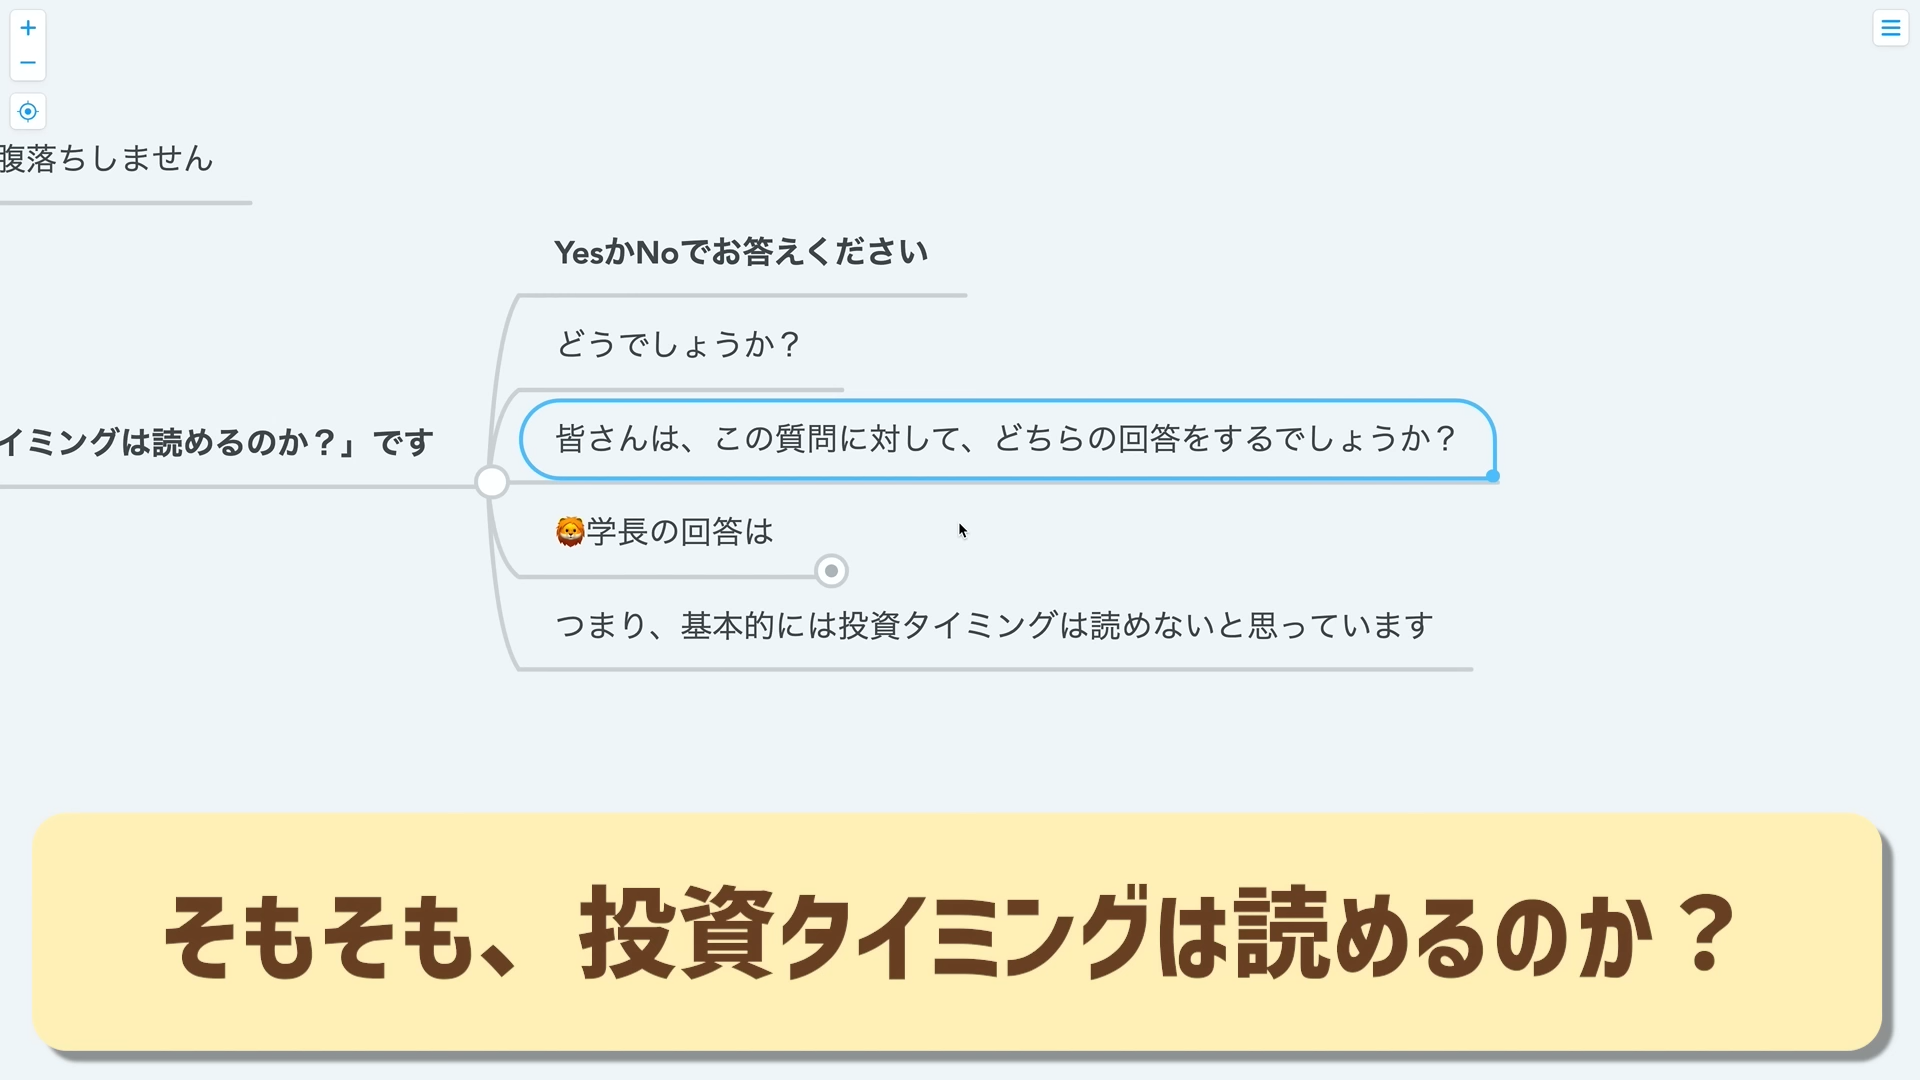 腹落ちしません
YesかNoでお答えください
どうでしょうか？
イミングは読めるのか？」です
皆さんは、この質問に対して、どちらの回答をするでしょうか？
🦁学長の回答は
つまり、基本的には投資タイミングは読めないと思っています
そもそも、投資タイミングは読めるのか？